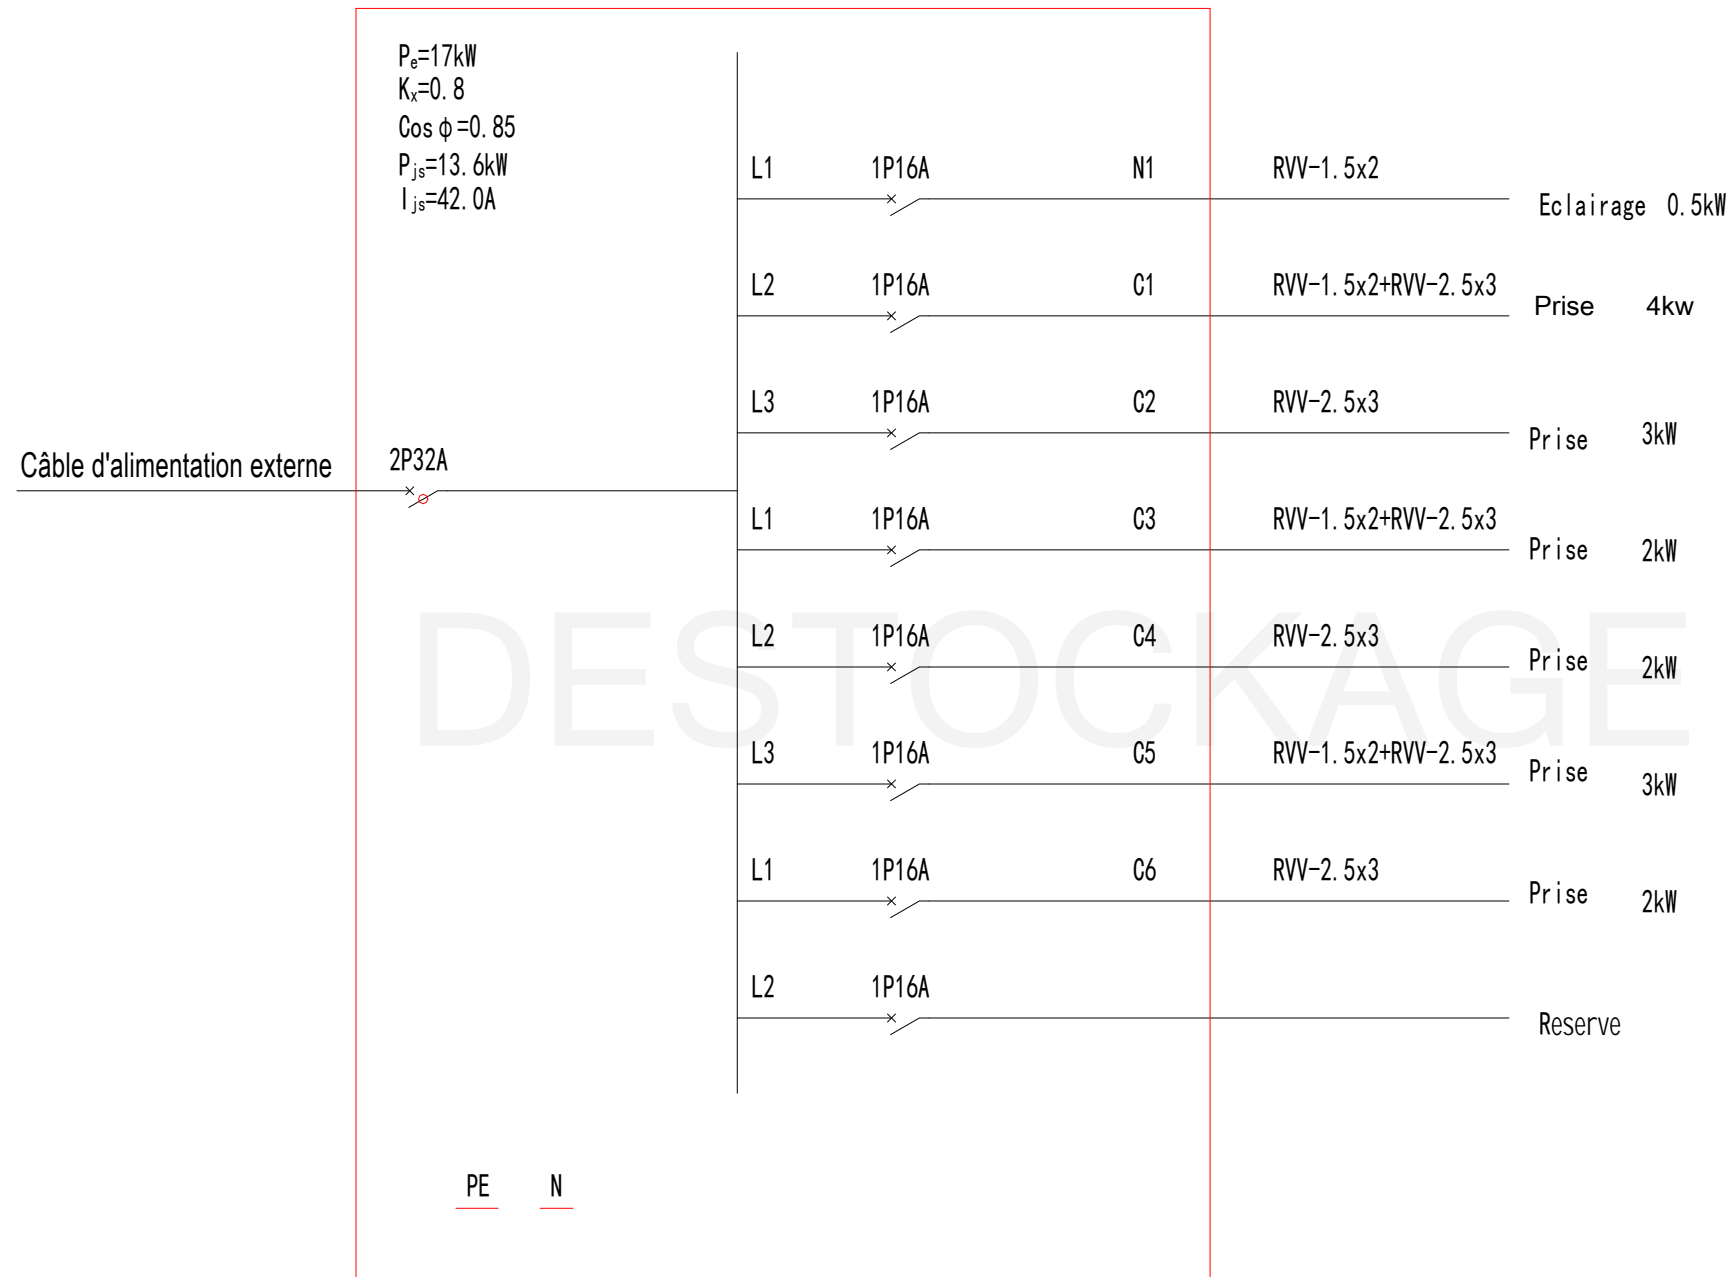 Pe=17kW
Kx=0.8
Cosφ=0.85
Pjs=13.6kW
Ijs=42.0A
L1 1P16A N1 RVV-1.5x2 Eclairage 0.5kW
L2 1P16A C1 RVV-1.5x2+RVV-2.5x3 Prise 4kw
L3 1P16A C2 RVV-2.5x3 Prise 3kW
Câble d'alimentation externe 2P32A
L1 1P16A C3 RVV-1.5x2+RVV-2.5x3 Prise 2kW
L2 1P16A C4 RVV-2.5x3 Prise 2kW
DESTOCKAGE
L3 1P16A C5 RVV-1.5x2+RVV-2.5x3 Prise 3kW
L1 1P16A C6 RVV-2.5x3 Prise 2kW
L2 1P16A Reserve
PE N